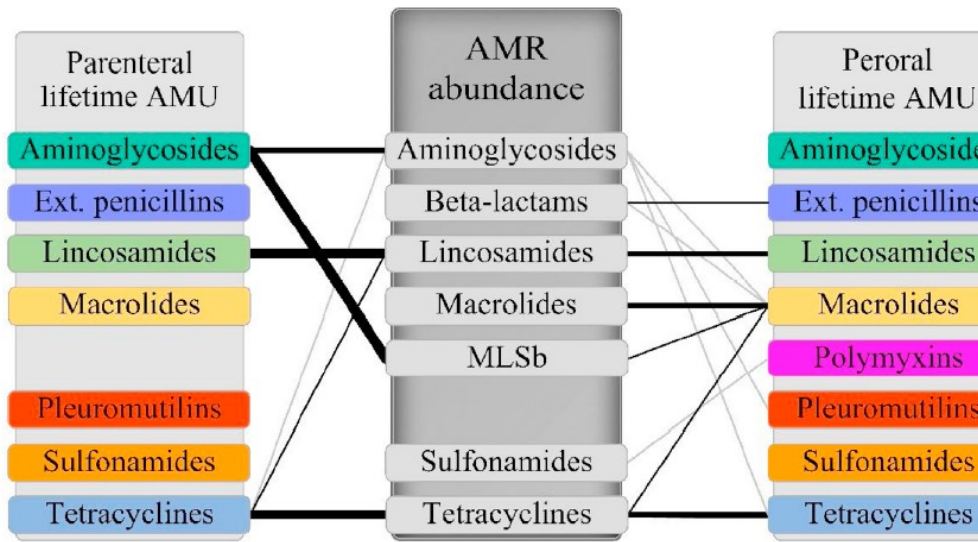 Parenteral
lifetime AMU
Aminoglycosides
Ext. penicillins
Lincosamides
Macrolides
Pleuromutilins
Sulfonamides
Tetracyclines
AMR
abundance
Aminoglycosides
Beta-lactams
Lincosamides
Macrolides
MLSb
Sulfonamides
Tetracyclines
Peroral
lifetime AMU
Aminoglycoside
Ext. penicillins
Lincosamides
Macrolides
Polymyxins
Pleuromutilins
Sulfonamides
Tetracyclines